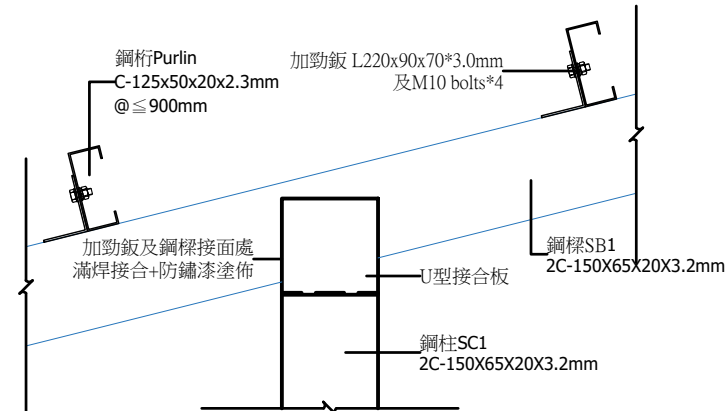 鋼桁Purlin
C-125x50x20x2.3mm
@≦900mm
加勁鈑 L220x90x70*3.0mm
及M10 bolts*4
加勁鈑及鋼樑接面處
滿焊接合+防鏽漆塗佈
U型接合板
鋼樑SB1
2C-150X65X20X3.2mm
鋼柱SC1
2C-150X65X20X3.2mm